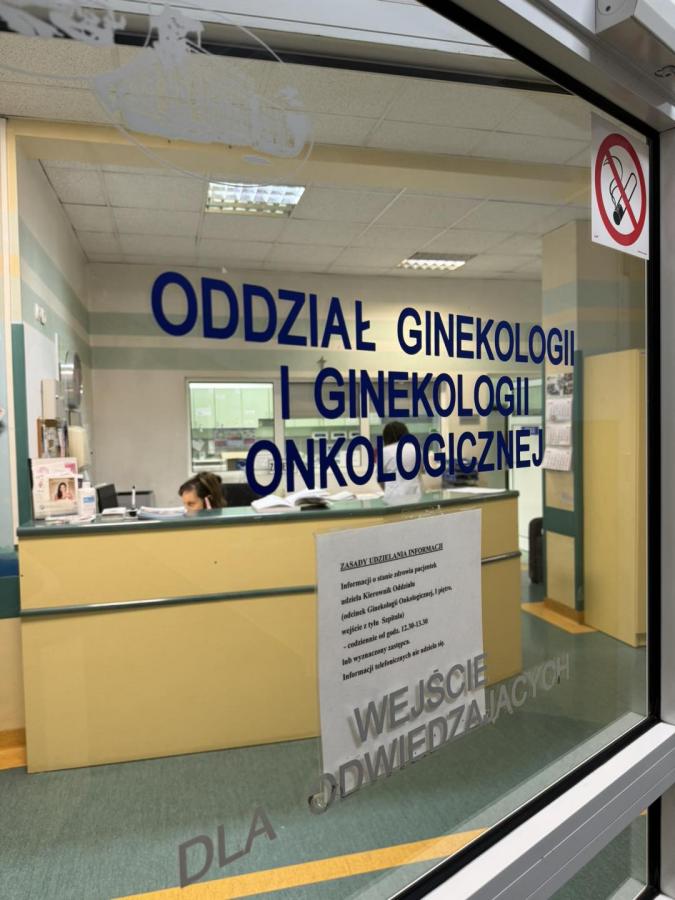 ODDZIAŁ GINEKOLOGII
I GINEKOLOGII
ONKOLOGICZNEJ
ZASADY UDZIELANIA INFORMACJI
Informacji o stanie zdrowia pacjentek
udziela Kierownik Oddziału
(odcinek Ginekologii Onkologicznej, I piętro,
wejście z tyłu Szpitala)
- codziennie od godz. 12.30-13.30
lub wyznaczony zastępca.
Informacji telefonicznych nie udziela się.
WEJŚCIE
DLA ODWIEDZAJĄCYCH